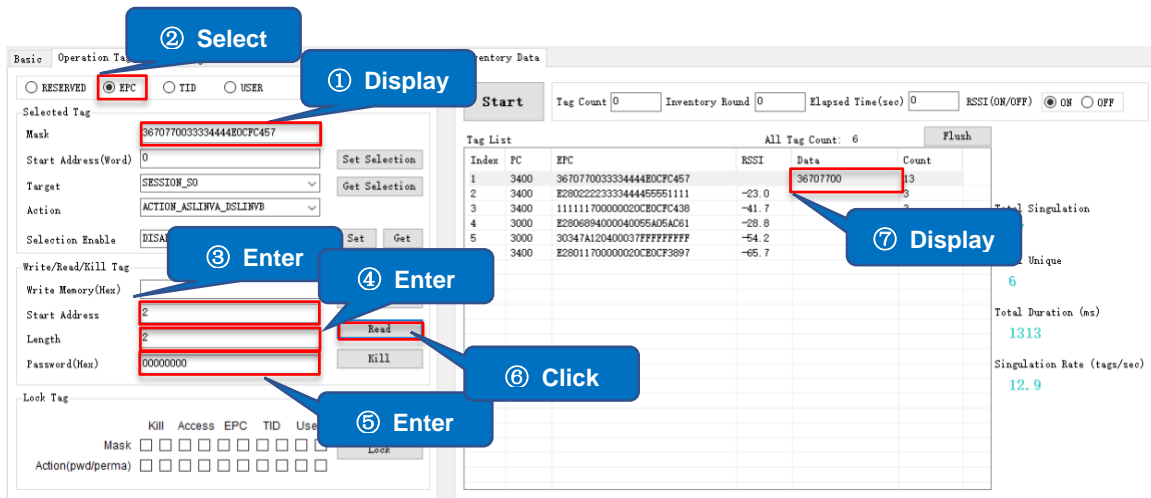 ② Select
Basic Operation Tag
① Display
Inventory Data
RESERVED EPC TID USER
Selected Tag
Mask 3670770033334444E0CFC457
Start Address(Word) 0 Set Selection
Target SESSION_S0 Get Selection
Action ACTION_ASLINVA_DSLINVB
Selection Enable Set Get
③ Enter
④ Enter
Write/Read/Kill Tag
Write Memory(Hex)
Start Address 2
Length 2 Read
Password(Hex) 00000000 Kill
⑥ Click
⑤ Enter
Lock Tag
Kill Access EPC TID Use
Mask
Action(pwd/perma) Lock
Start Tag Count 0 Inventory Round 0 Elapsed Time(sec) 0 RSSI(ON/OFF) ON OFF
Tag List All Tag Count: 6 Flush
Index PC EPC RSSI Data Count
1 3400 3670770033334444E0CFC457 36707700 13
2 3400 E28022223333444455551111 -23.0 3
3 3400 111111700000020CE0CFC438 -41.7
4 3000 E2806894000040055A05AC61 -28.8
5 3000 30347A120400037FFFFFFFFF -54.2
3400 E28011700000020CE0CF3897 -65.7
⑦ Display
Total Singulation
Unique
6
Total Duration (ms)
1313
Singulation Rate (tags/sec)
12.9